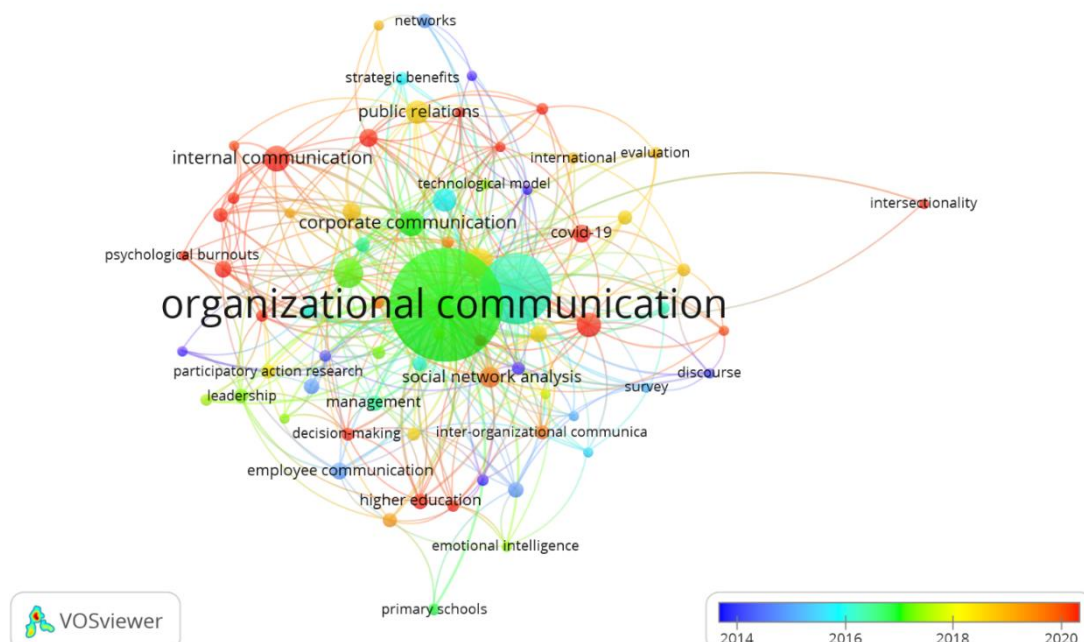 networks
strategic benefits
public relations
internal communication
international
evaluation
technological model
intersectionality
corporate communication
covid-19
psychological burnouts
organizational communication
participatory action research
social network analysis
discourse
survey
leadership
management
decision-making
inter-organizational communica
employee communication
higher education
emotional intelligence
primary schools
VOSviewer
2014 2016 2018 2020